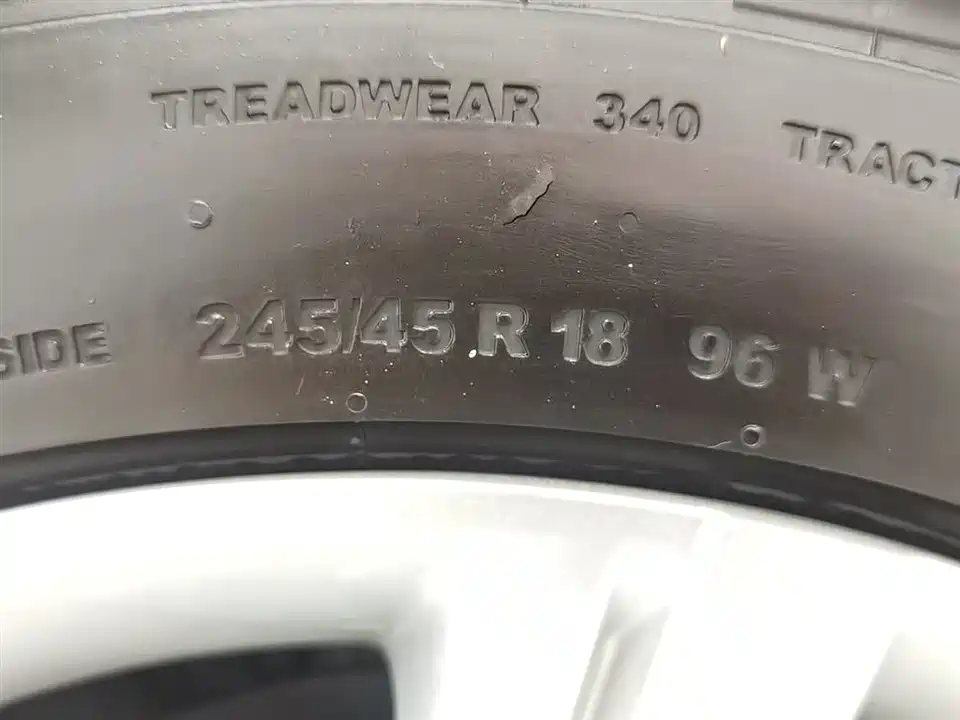 TREADWEAR 340 TRACT
SIDE 245/45 R 18 96 W